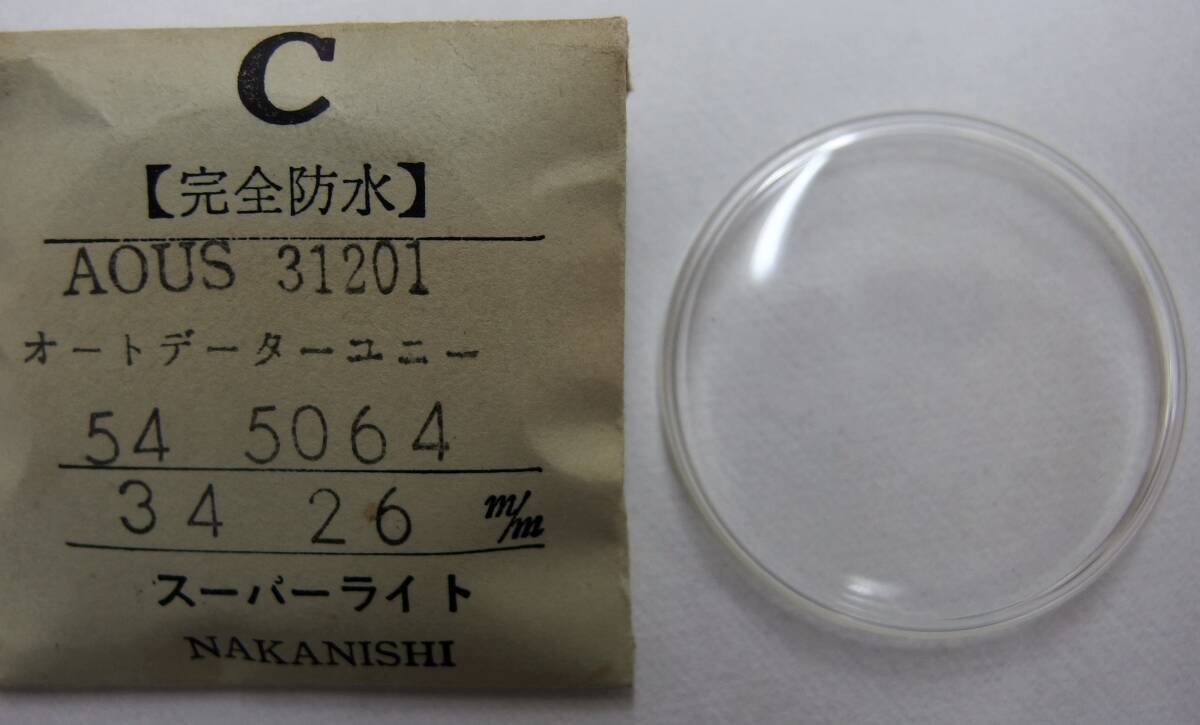 C
【完全防水】
AOUS 31201
オートデーターユニー
54 5064
34 26 m/m
スーパーライト
NAKANISHI